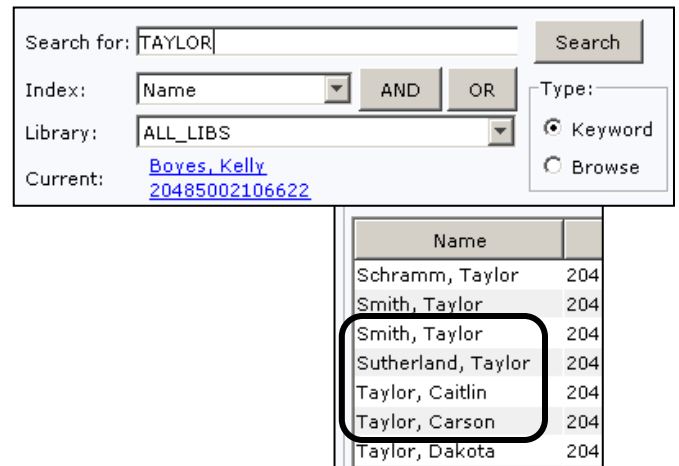 Search for: TAYLOR Search
Index: Name AND OR Type:
Library: ALL_LIBS Keyword
Current: Boyes, Kelly Browse
20485002106622
Name
Schramm, Taylor 204
Smith, Taylor 204
Smith, Taylor 204
Sutherland, Taylor 204
Taylor, Caitlin 204
Taylor, Carson 204
Taylor, Dakota 204